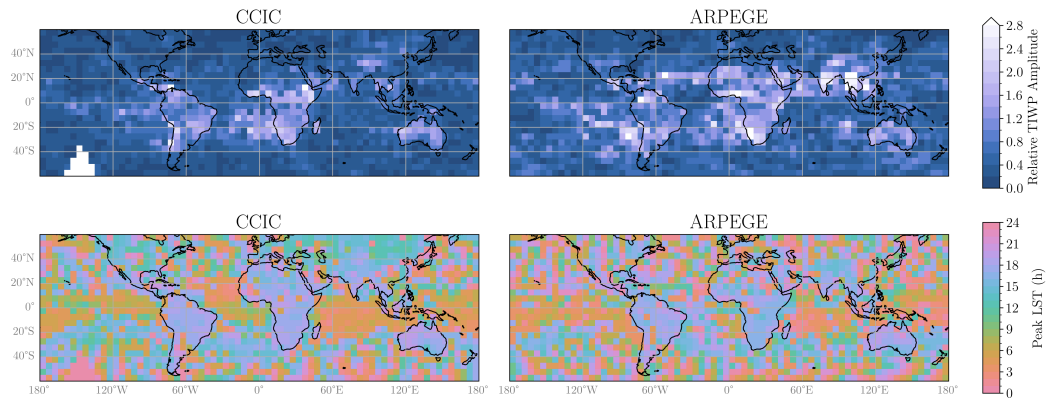 CCIC
ARPEGE
40°N
20°N
0°
20°S
40°S
2.8
2.4
2.0
1.6
1.2
0.8
0.4
0.0
Relative TIWP Amplitude
CCIC
ARPEGE
40°N
20°N
0°
20°S
40°S
180° 120°W 60°W 0° 60°E 120°E 180°
180° 120°W 60°W 0° 60°E 120°E 180°
24
21
18
15
12
9
6
3
0
Peak LST (h)